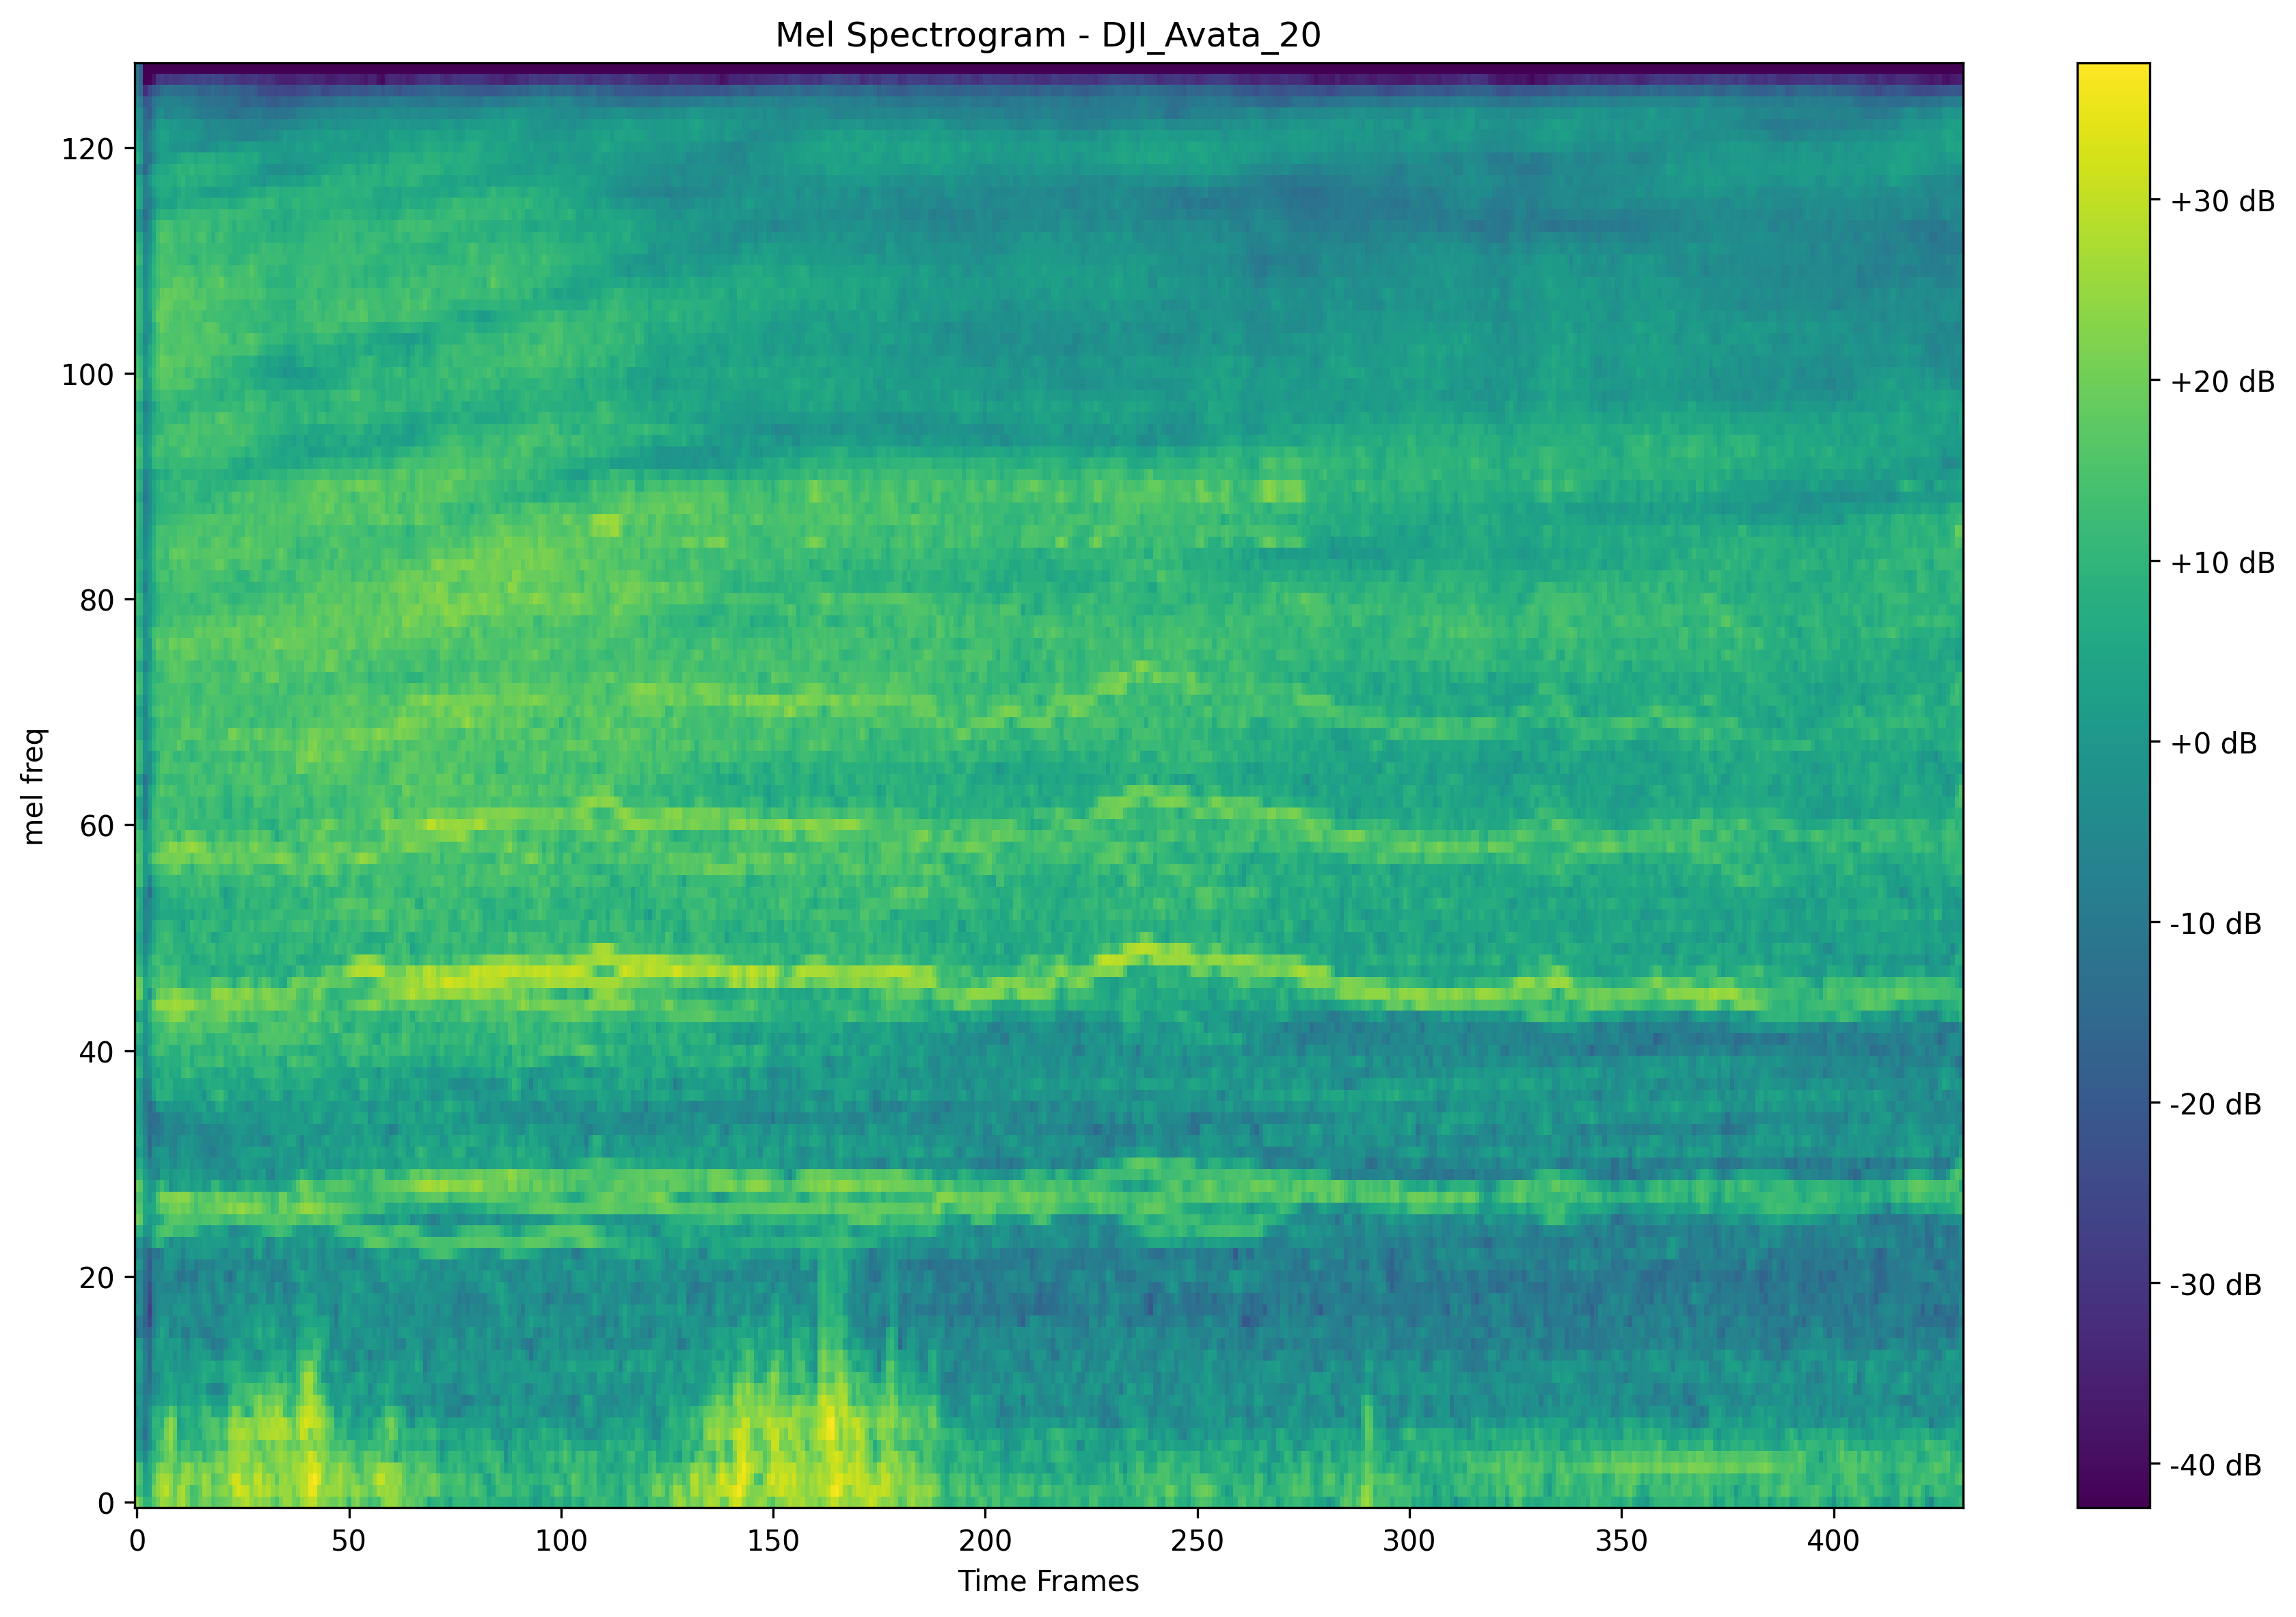 Mel Spectrogram - DJI_Avata_20
mel freq
120
100
80
60
40
20
0
0 50 100 150 200 250 300 350 400
Time Frames
+30 dB
+20 dB
+10 dB
+0 dB
-10 dB
-20 dB
-30 dB
-40 dB